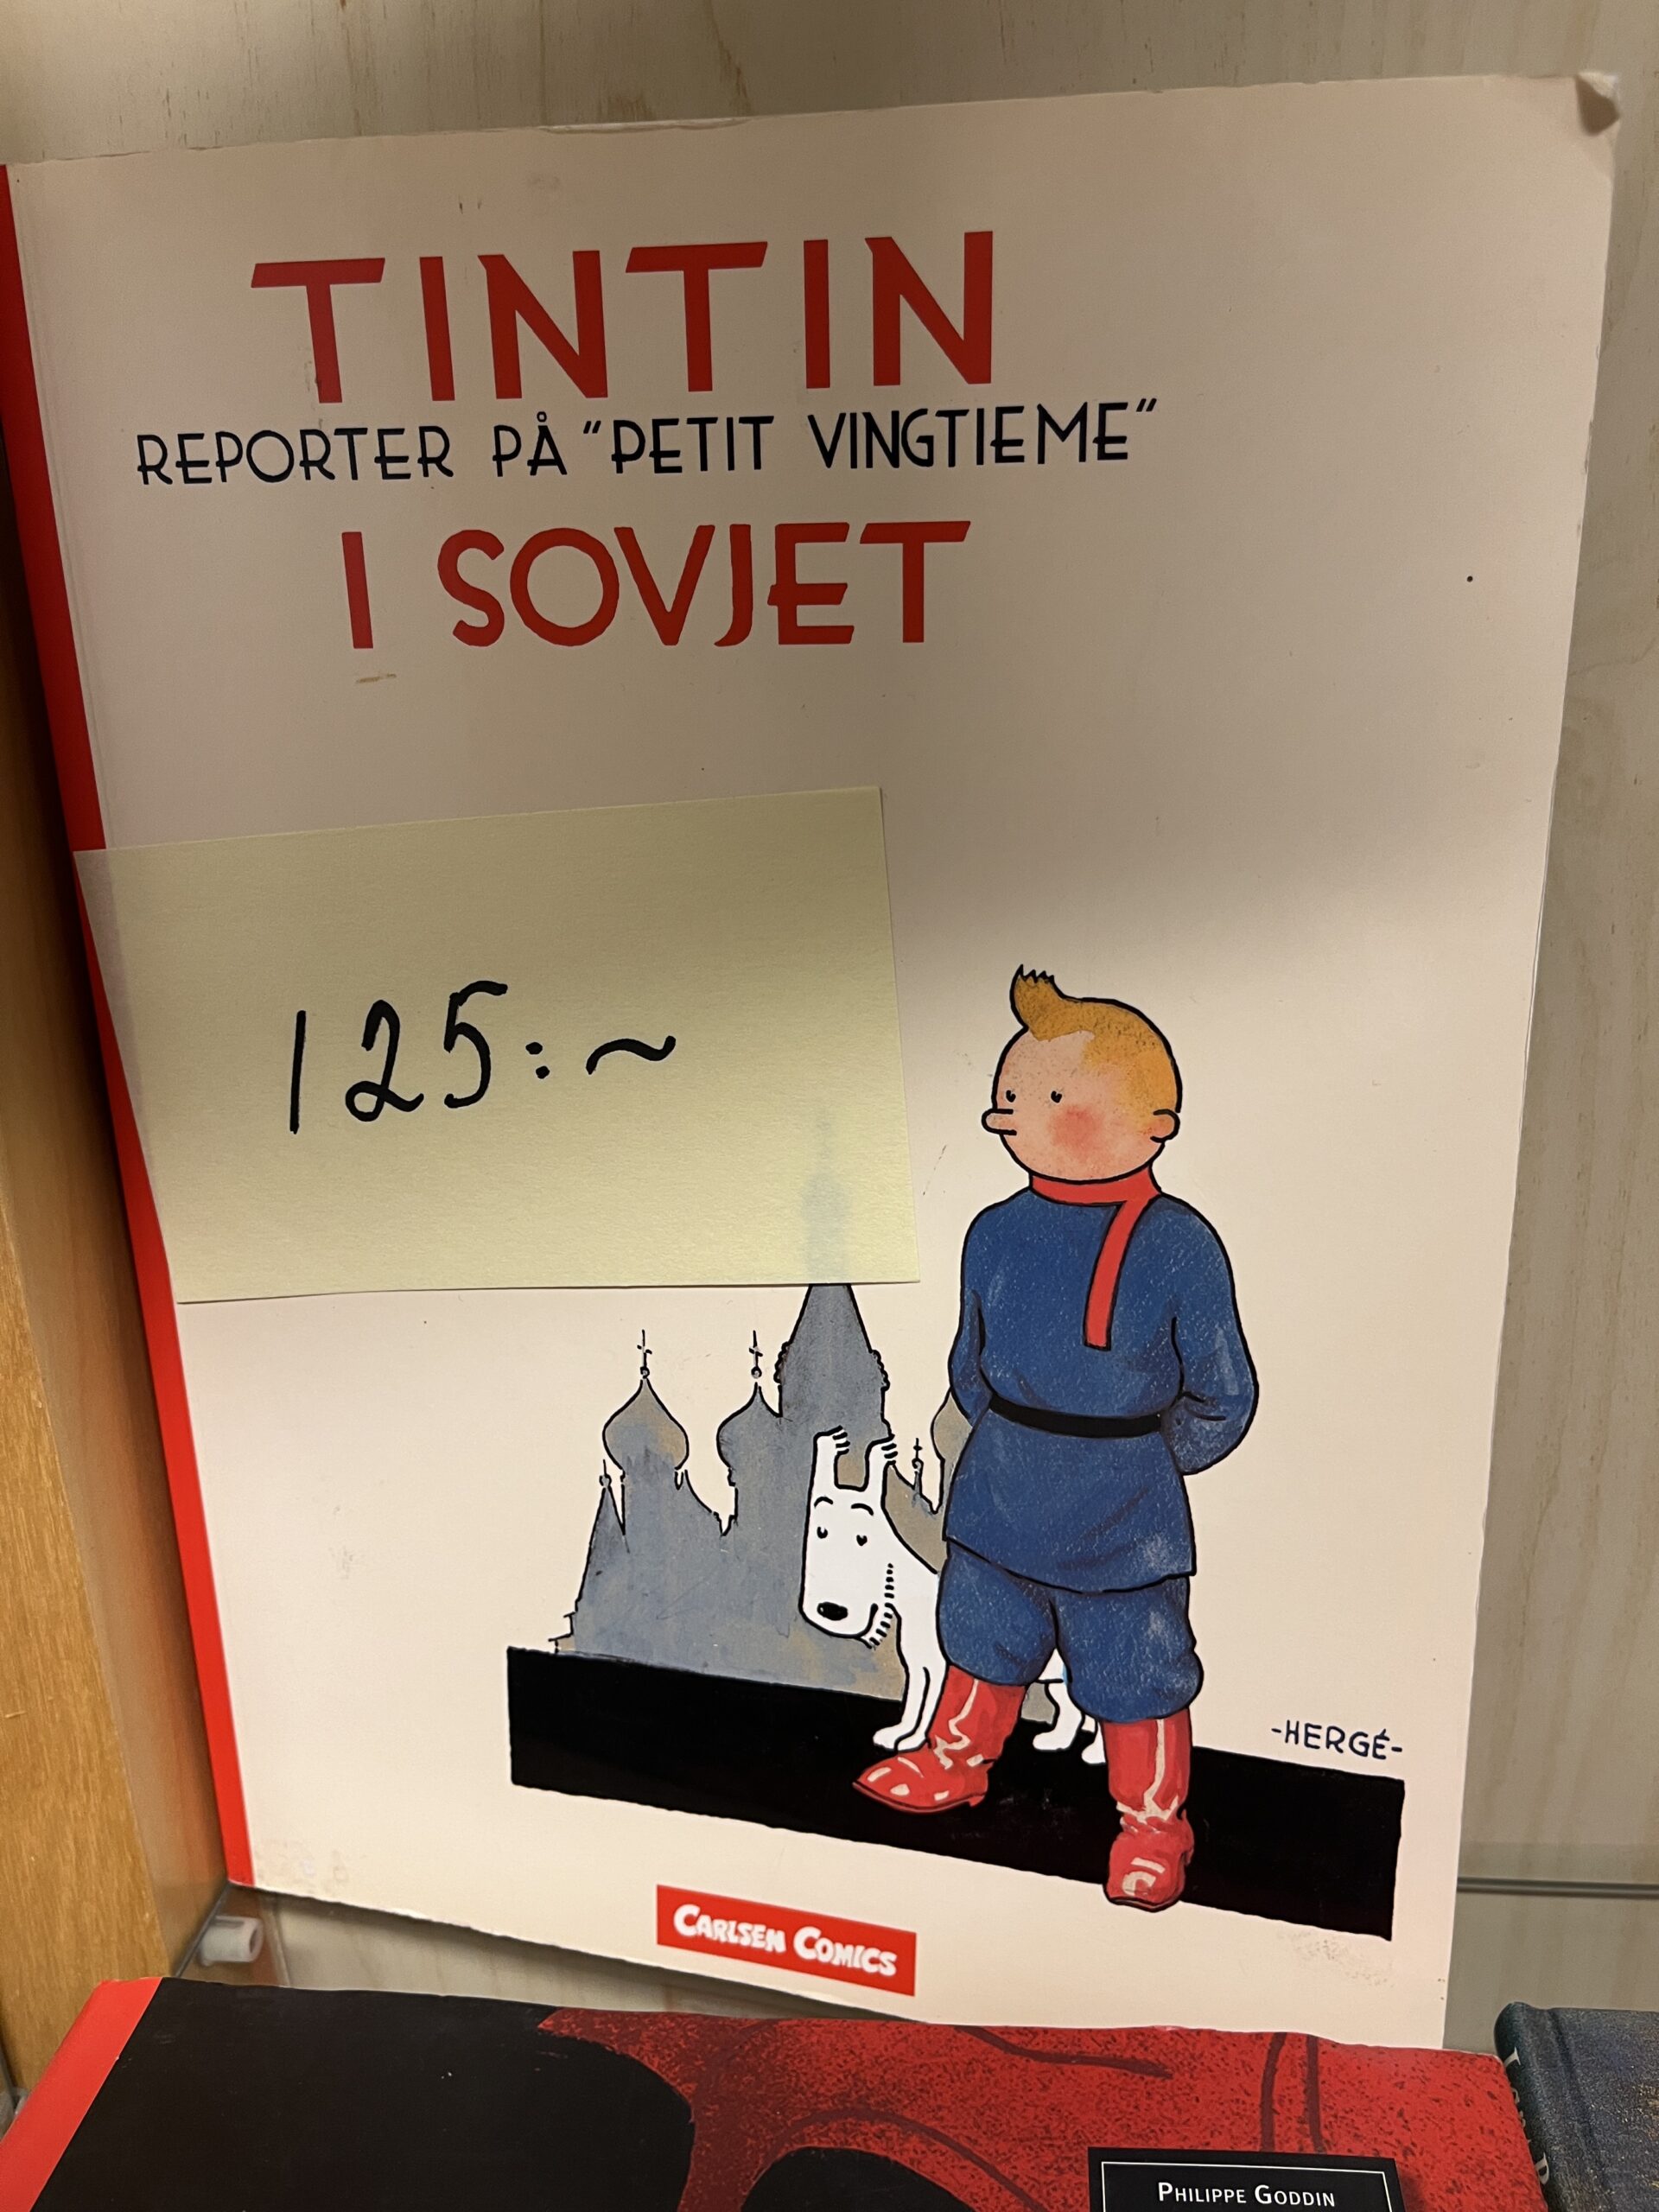 TINTIN
REPORTER PÅ "PETIT VINGTIEME"
I SOVJET
125:~
-HERGÉ-
CARLSEN COMICS
PHILIPPE GODDIN